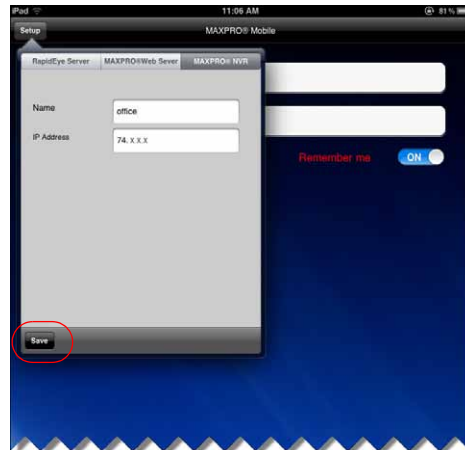 iPad 11:06 AM 81%
Setup MAXPRO® Mobile
RapidEye Server MAXPRO®Web Sever MAXPRO® NVR
Name office
IP Address 74. X.X.X
Remember me ON
Save